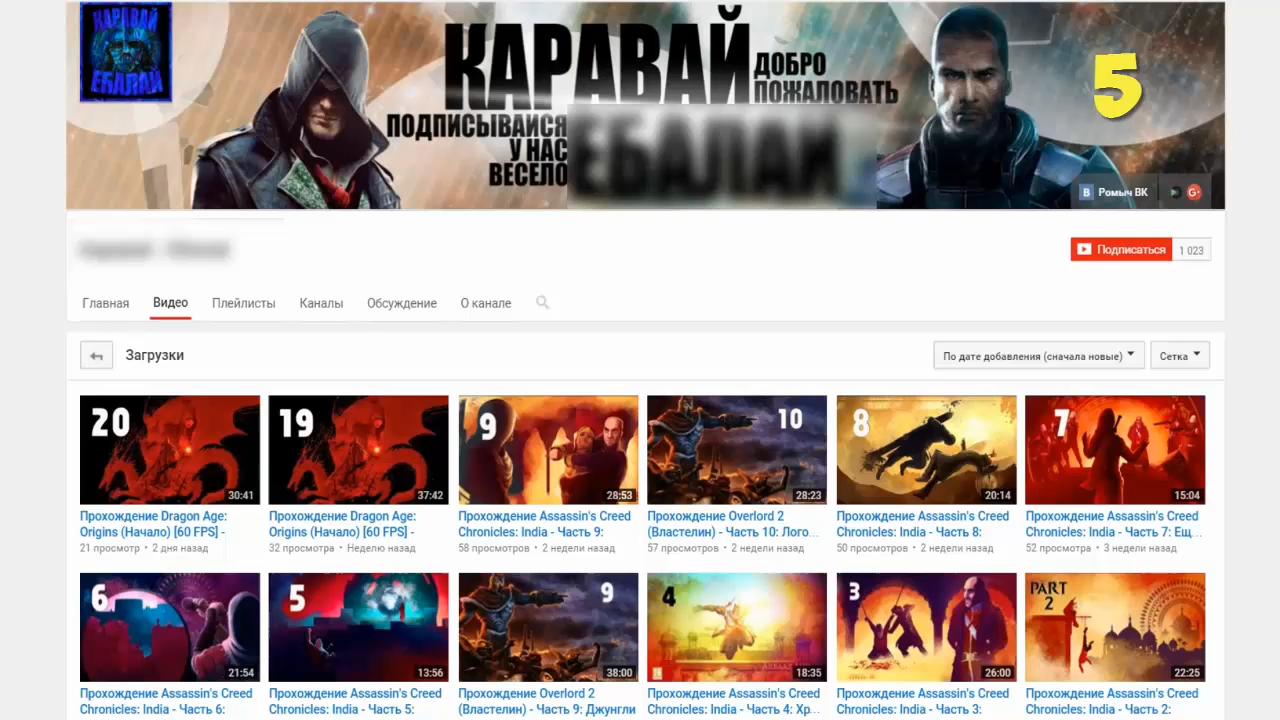 КАРАВАЙ
ЕБАЛАЙ
КАРАВАЙ
ДОБРО
ПОЖАЛОВАТЬ
ПОДПИСЫВАЙСЯ
У НАС
ВЕСЕЛО
5
Ромыч ВК
G+
Подписаться 1 023
Главная Видео Плейлисты Каналы Обсуждение О канале
Загрузки
По дате добавления (сначала новые) Сетка
20 19 9 10 8 7
30:41 37:42 28:53 28:23 20:14 15:04
Прохождение Dragon Age:
Origins (Начало) [60 FPS] -
21 просмотр • 2 дня назад
Прохождение Dragon Age:
Origins (Начало) [60 FPS] -
32 просмотра • Неделю назад
Прохождение Assassin's Creed
Chronicles: India - Часть 9:
58 просмотров • 2 недели назад
Прохождение Overlord 2
(Властелин) - Часть 10: Лого...
57 просмотров • 2 недели назад
Прохождение Assassin's Creed
Chronicles: India - Часть 8:
50 просмотров • 2 недели назад
Прохождение Assassin's Creed
Chronicles: India - Часть 7: Ещ...
52 просмотра • 3 недели назад
6 5 9 4 3 PART
2
21:54 13:56 38:00 18:35 26:00 22:25
Прохождение Assassin's Creed
Chronicles: India - Часть 6:
Прохождение Assassin's Creed
Chronicles: India - Часть 5:
Прохождение Overlord 2
(Властелин) - Часть 9: Джунгли
Прохождение Assassin's Creed
Chronicles: India - Часть 4: Хр...
Прохождение Assassin's Creed
Chronicles: India - Часть 3:
Прохождение Assassin's Creed
Chronicles: India - Часть 2: